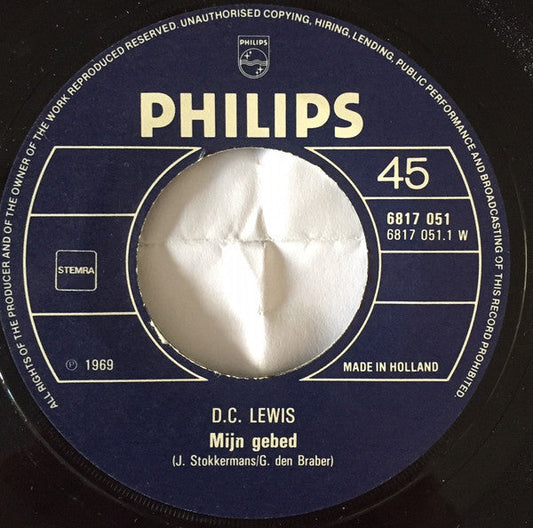 ALL RIGHTS OF THE PRODUCER AND OF THE OWNER OF THE WORK REPRODUCED RESERVED. UNAUTHORISED COPYING, HIRING, LENDING, PUBLIC PERFORMANCE AND BROADCASTING OF THIS RECORD PROHIBITED.
PHILIPS
PHILIPS
45
6817 051
6817 051.1 W
STEMRA
℗ 1969
MADE IN HOLLAND
D.C. LEWIS
Mijn gebed
(J. Stokkermans/G. den Braber)